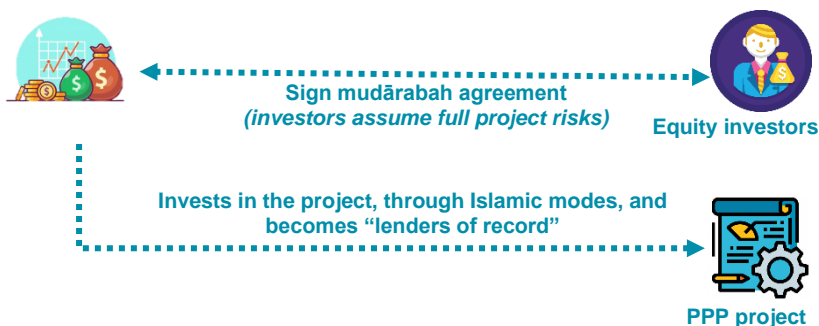 Sign mudārabah agreement
(investors assume full project risks)
Equity investors
Invests in the project, through Islamic modes, and
becomes “lenders of record”
PPP project